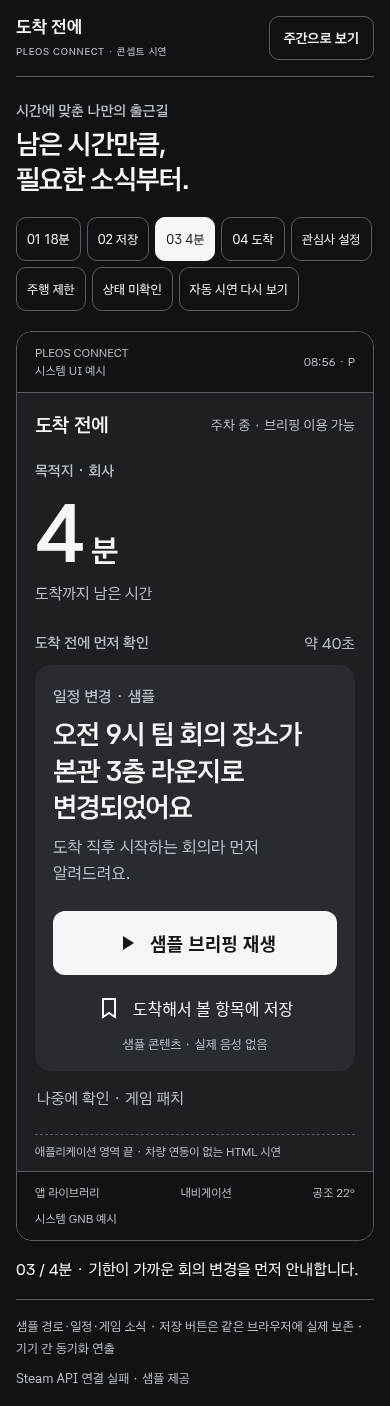 도착 전에
PLEOS CONNECT · 콘셉트 시연
주간으로 보기
시간에 맞춘 나만의 출근길
남은 시간만큼,
필요한 소식부터.
01 18분
02 저장
03 4분
04 도착
관심사 설정
주행 제한
상태 미확인
자동 시연 다시 보기
PLEOS CONNECT
시스템 UI 예시
08:56 · P
도착 전에
주차 중 · 브리핑 이용 가능
목적지 · 회사
4 분
도착까지 남은 시간
도착 전에 먼저 확인
약 40초
일정 변경 · 샘플
오전 9시 팀 회의 장소가
본관 3층 라운지로
변경되었어요
도착 직후 시작하는 회의라 먼저
알려드려요.
샘플 브리핑 재생
도착해서 볼 항목에 저장
샘플 콘텐츠 · 실제 음성 없음
나중에 확인 · 게임 패치
애플리케이션 영역 끝 · 차량 연동이 없는 HTML 시연
앱 라이브러리
내비게이션
공조 22°
시스템 GNB 예시
03 / 4분 · 기한이 가까운 회의 변경을 먼저 안내합니다.
샘플 경로·일정·게임 소식 · 저장 버튼은 같은 브라우저에 실제 보존 ·
기기 간 동기화 연출
Steam API 연결 실패 · 샘플 제공